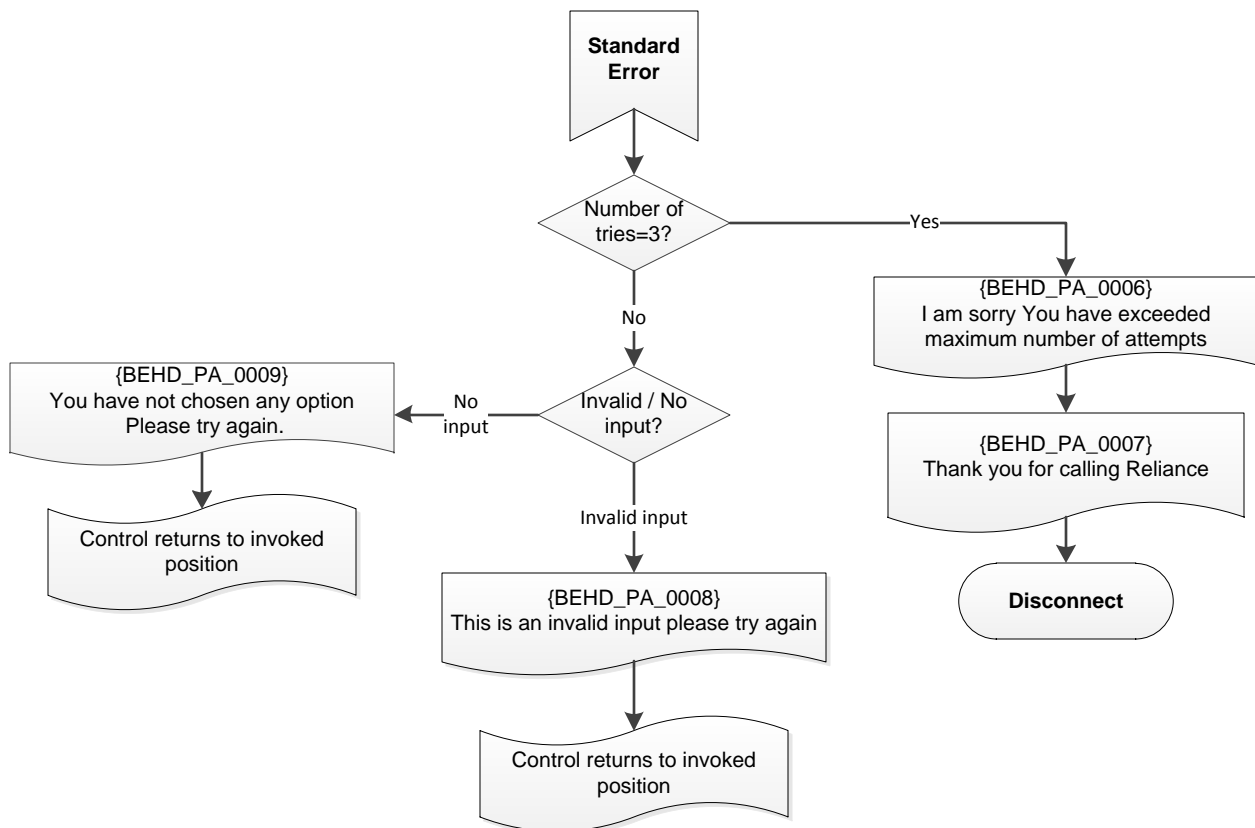 Standard
Error
Number of
tries=3?
Yes
{BEHD_PA_0006}
I am sorry You have exceeded
maximum number of attempts
No
{BEHD_PA_0009}
You have not chosen any option
Please try again.
No
input
Invalid / No
input?
{BEHD_PA_0007}
Thank you for calling Reliance
Control returns to invoked
position
Invalid input
Disconnect
{BEHD_PA_0008}
This is an invalid input please try again
Control returns to invoked
position